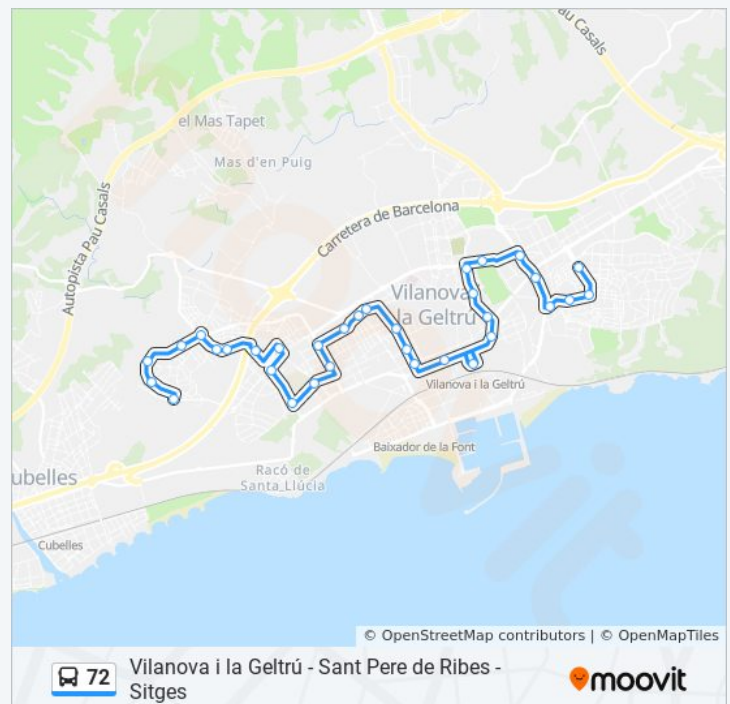 Pau Casals
el Mas Tapet
Mas d'en Puig
Autopista Pau Casals
Carretera de Barcelona
Vilanova
la Geltrú
Vilanova i la Geltrú
Baixador de la Font
Racó de
Santa Llúcia
ubelles
Cubelles
© OpenStreetMap contributors | © OpenMapTiles
72
Vilanova i la Geltrú - Sant Pere de Ribes -
Sitges
moovit